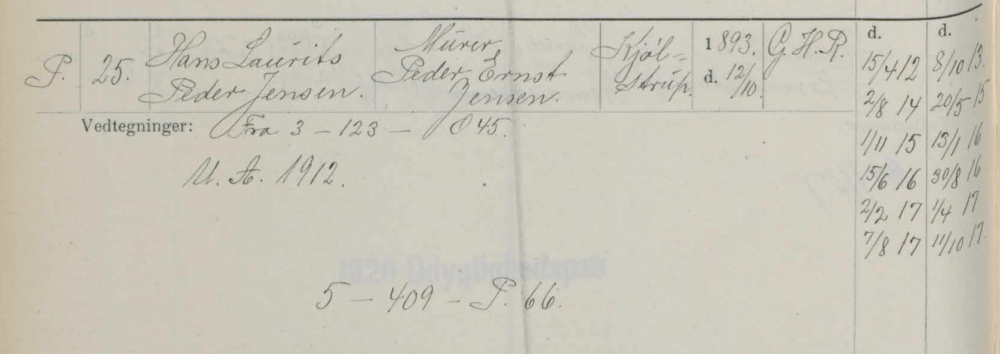 P. 25. Hans Laurits Peder Jensen. Murer, Peder Ernst Jensen. Kjøl-strup. 1893. d. 12/10. G. H. R.
d. d.
15/4 12 8/10 13.
2/8 14 20/5 15
1/11 15 13/1 16
15/6 16 30/8 16
2/2 17 1/4 17
7/8 17 11/10 17.
Vedtegninger: Fra 3 – 123 – O 45.
U. A. 1912.
5 – 409 – P. 66.